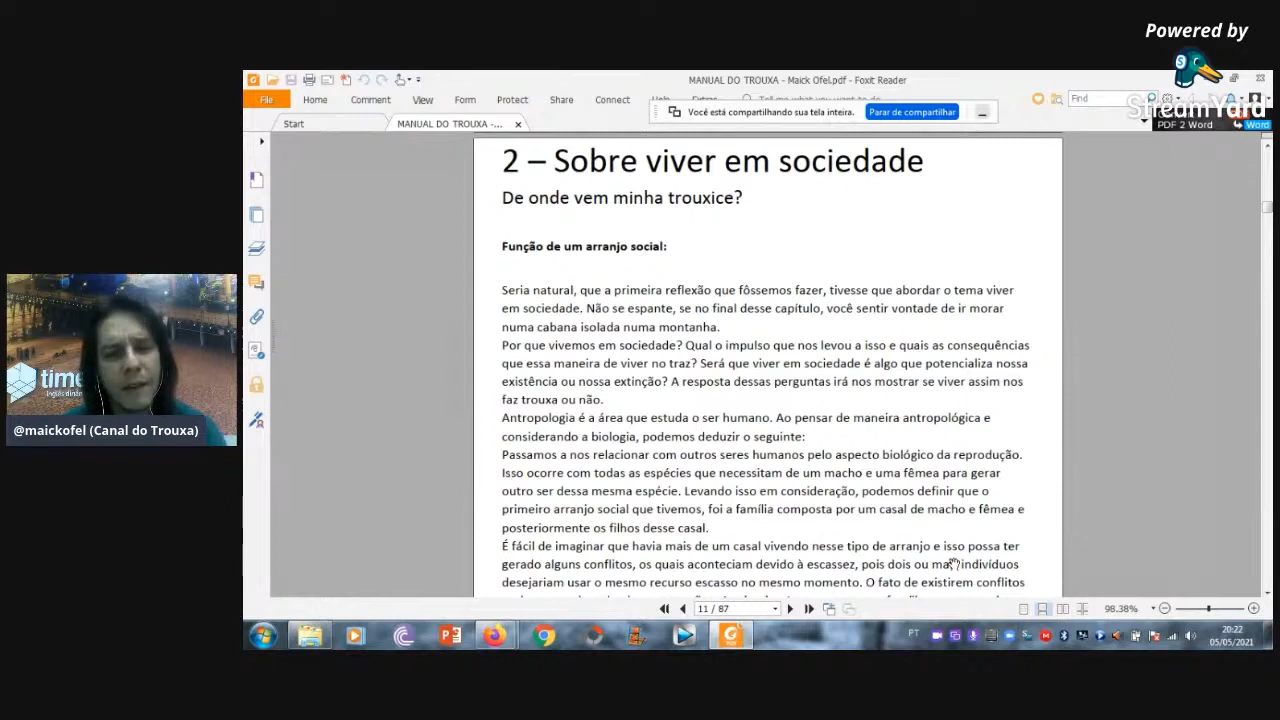 Powered by
StreamYard
MANUAL DO TROUXA - Maick Ofel.pdf - Foxit Reader
File Home Comment View Form Protect Share Connect Help Extras Tell me what you want to do.. Find
Você está compartilhando sua tela inteira. Parar de compartilhar
Start MANUAL DO TROUXA -... PDF 2 Word Word
2 – Sobre viver em sociedade
De onde vem minha trouxice?
Função de um arranjo social:
Seria natural, que a primeira reflexão que fôssemos fazer, tivesse que abordar o tema viver
em sociedade. Não se espante, se no final desse capítulo, você sentir vontade de ir morar
numa cabana isolada numa montanha.
Por que vivemos em sociedade? Qual o impulso que nos levou a isso e quais as consequências
que essa maneira de viver no traz? Será que viver em sociedade é algo que potencializa nossa
existência ou nossa extinção? A resposta dessas perguntas irá nos mostrar se viver assim nos
faz trouxa ou não.
Antropologia é a área que estuda o ser humano. Ao pensar de maneira antropológica e
considerando a biologia, podemos deduzir o seguinte:
Passamos a nos relacionar com outros seres humanos pelo aspecto biológico da reprodução.
Isso ocorre com todas as espécies que necessitam de um macho e uma fêmea para gerar
outro ser dessa mesma espécie. Levando isso em consideração, podemos definir que o
primeiro arranjo social que tivemos, foi a família composta por um casal de macho e fêmea e
posteriormente os filhos desse casal.
É fácil de imaginar que havia mais de um casal vivendo nesse tipo de arranjo e isso possa ter
gerado alguns conflitos, os quais aconteciam devido à escassez, pois dois ou mais indivíduos
desejariam usar o mesmo recurso escasso no mesmo momento. O fato de existirem conflitos
time
@maickofel (Canal do Trouxa)
11 / 87
98.38%
PT
20:22
05/05/2021